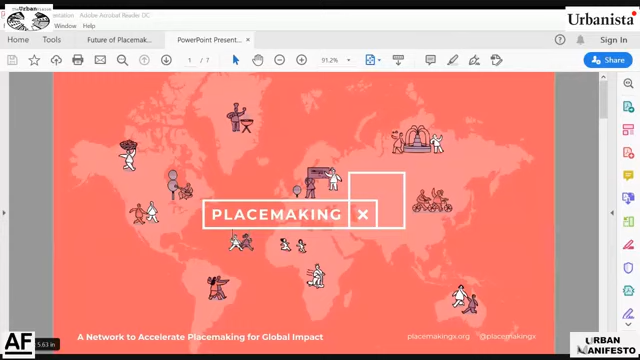 the Urban
Urbanista
Adobe Acrobat Reader DC
Window Help
Home Tools Future of Placemak... PowerPoint Present... × Sign In
1 / 7 91.2% Share
PLACEMAKING X
A Network to Accelerate Placemaking for Global Impact placemakingx.org @placemakingx
AF 5.63 in
URBAN
MANIFESTO